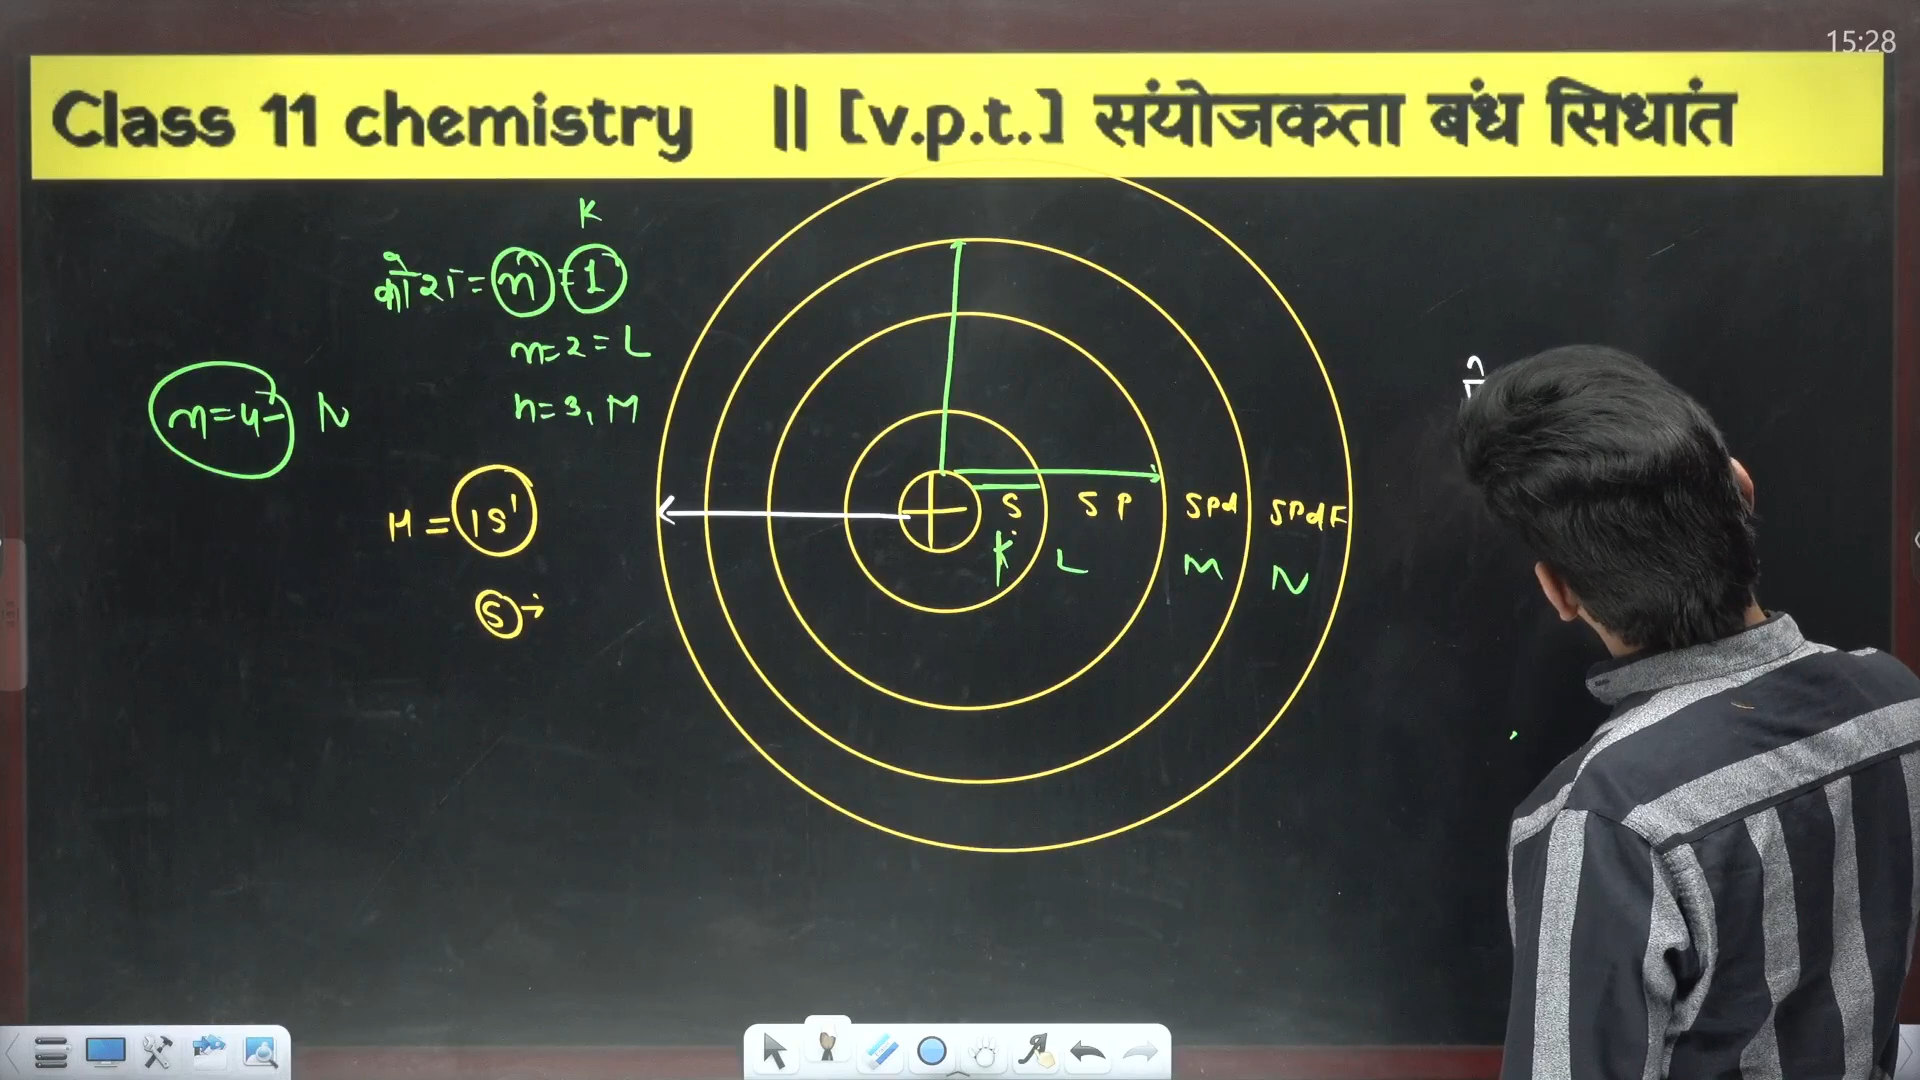 15:28
Class 11 chemistry || [v.p.t.] संयोजकता बंध सिधांत
K
= n = 1
n=2 = L
n=3, M
n=4 N
H = 1s¹
S →
S S P SPd SPdF
K L M N